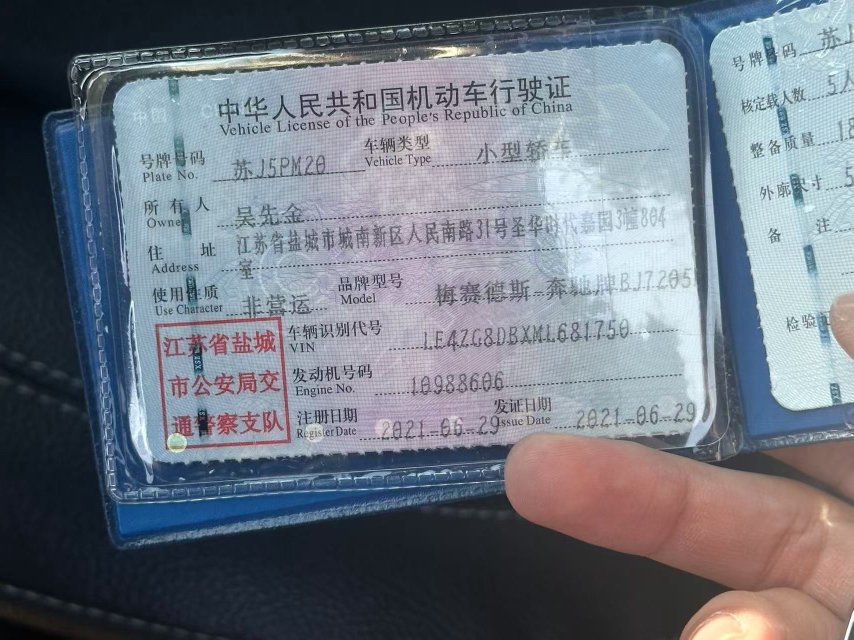 中华人民共和国机动车行驶证
Vehicle License of the People's Republic of China
号牌号码 苏J5PM20 车辆类型 小型轿车
Plate No. Vehicle Type
所有人 吴先金
Owner
住址 江苏省盐城市城南新区人民南路31号圣华时代嘉园3幢804
Address 室
使用性质 非营运 品牌型号 梅赛德斯-奔驰牌BJ7205
Use Character Model
江苏省盐城
市公安局交
通警察支队
车辆识别代号 LE4ZG8DBXML681750
VIN
发动机号码 10988606
Engine No.
注册日期 2021-06-29 发证日期 2021-06-29
Register Date Issue Date
号牌号码 苏J
核定载人数 5人
整备质量
外廓尺寸
备注
检验